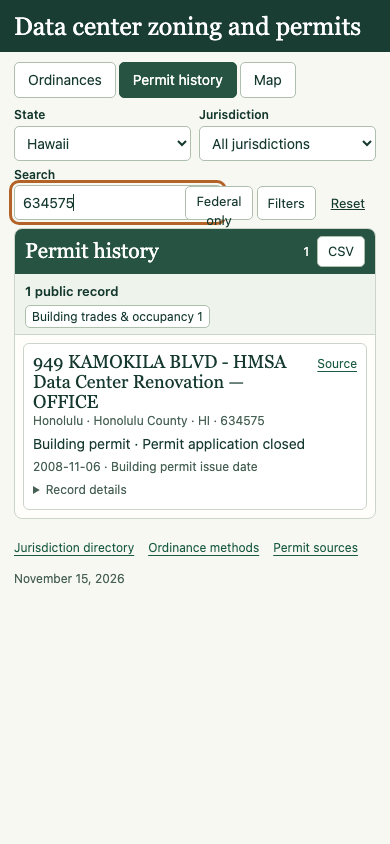 Data center zoning and permits
Ordinances
Permit history
Map
State
Jurisdiction
Hawaii
All jurisdictions
Search
634575
Federal only
Filters
Reset
Permit history
1
CSV
1 public record
Building trades & occupancy 1
949 KAMOKILA BLVD - HMSA
Data Center Renovation —
OFFICE
Source
Honolulu · Honolulu County · HI · 634575
Building permit · Permit application closed
2008-11-06 · Building permit issue date
Record details
Jurisdiction directory
Ordinance methods
Permit sources
November 15, 2026